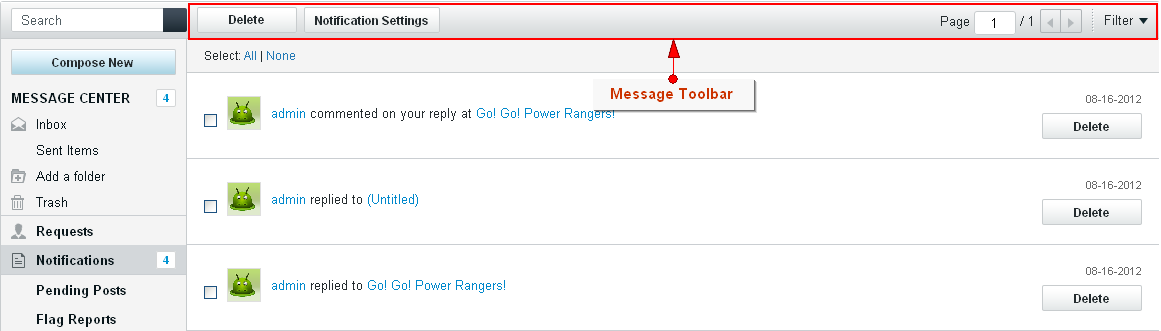 Search
Delete
Notification Settings
Page 1 / 1
Filter
Compose New
Select: All | None
Message Toolbar
MESSAGE CENTER 4
Inbox
Sent Items
Add a folder
Trash
Requests
Notifications 4
Pending Posts
Flag Reports
admin commented on your reply at Go! Go! Power Rangers!
08-16-2012
Delete
admin replied to (Untitled)
08-16-2012
Delete
admin replied to Go! Go! Power Rangers!
08-16-2012
Delete